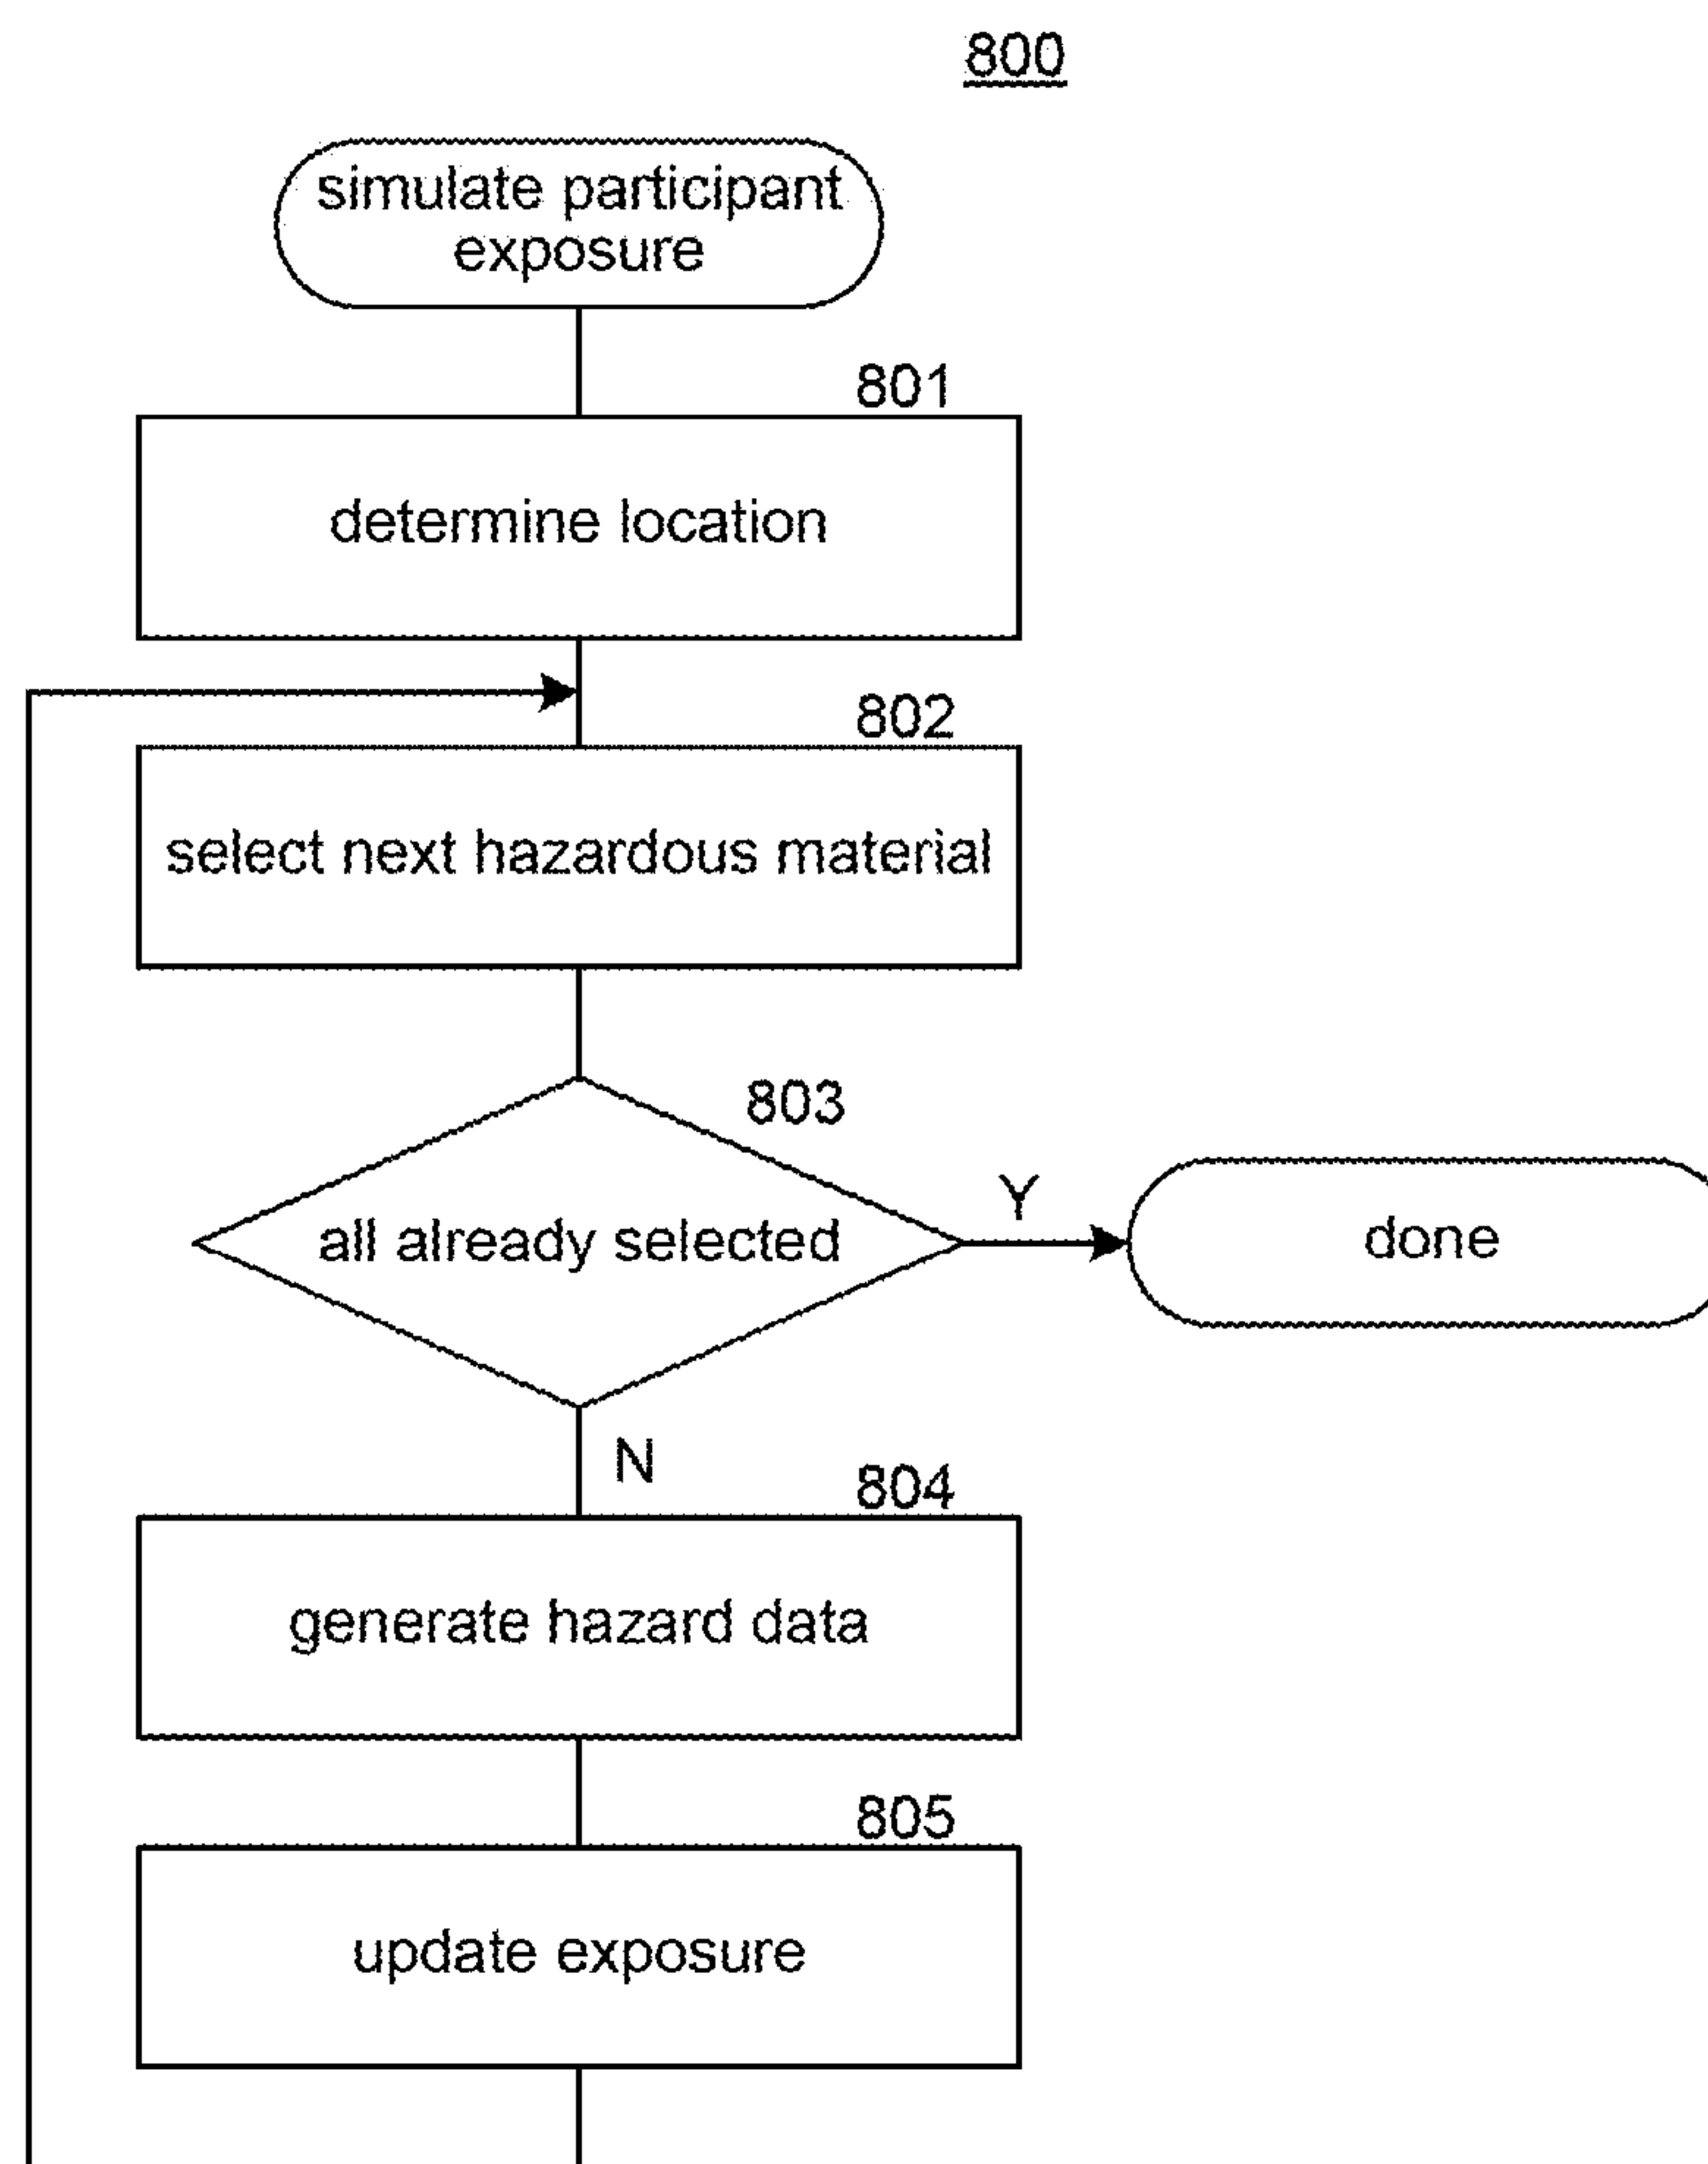 800
simulate participant
exposure
801
determine location
802
select next hazardous material
803
all already selected
Y
done
N
804
generate hazard data
805
update exposure